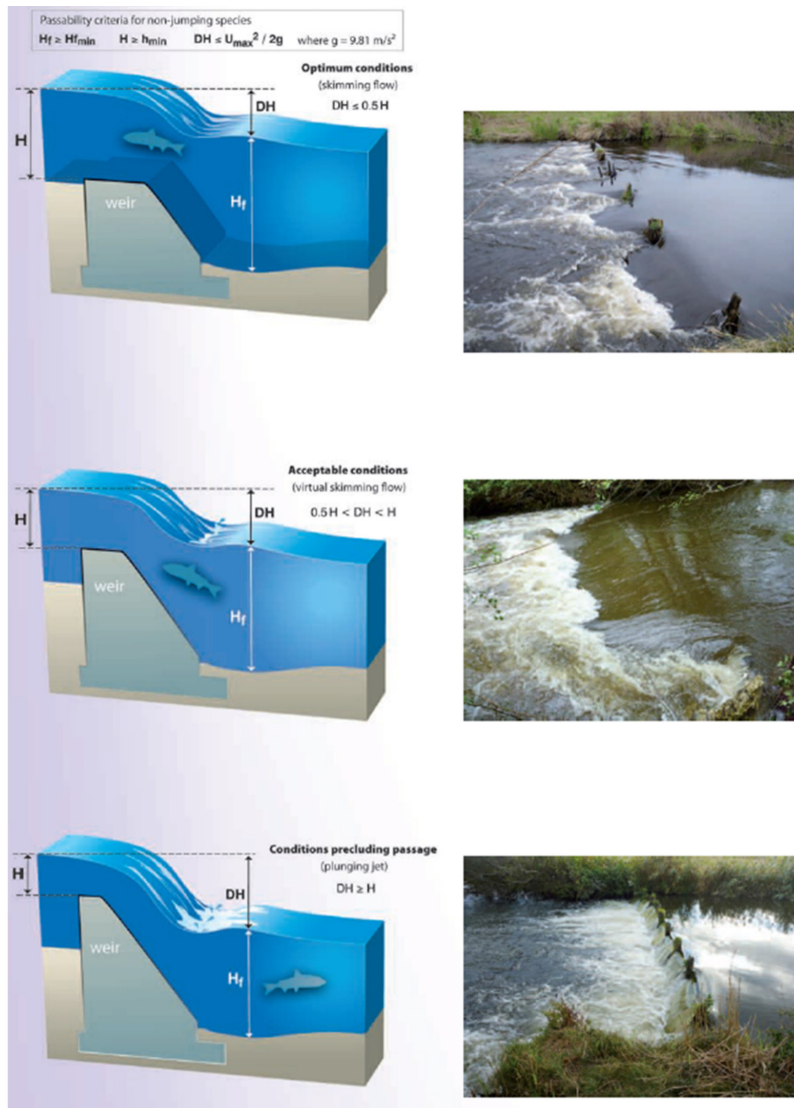 Passability criteria for non-jumping species
Hf ≥ Hfmin H ≥ hmin DH ≤ Umax² / 2g where g = 9.81 m/s²
Optimum conditions
(skimming flow)
DH ≤ 0.5 H
DH
H
weir
Hf
Acceptable conditions
(virtual skimming flow)
0.5 H < DH < H
H
DH
weir
Hf
Conditions precluding passage
(plunging jet)
DH ≥ H
H
DH
weir
Hf